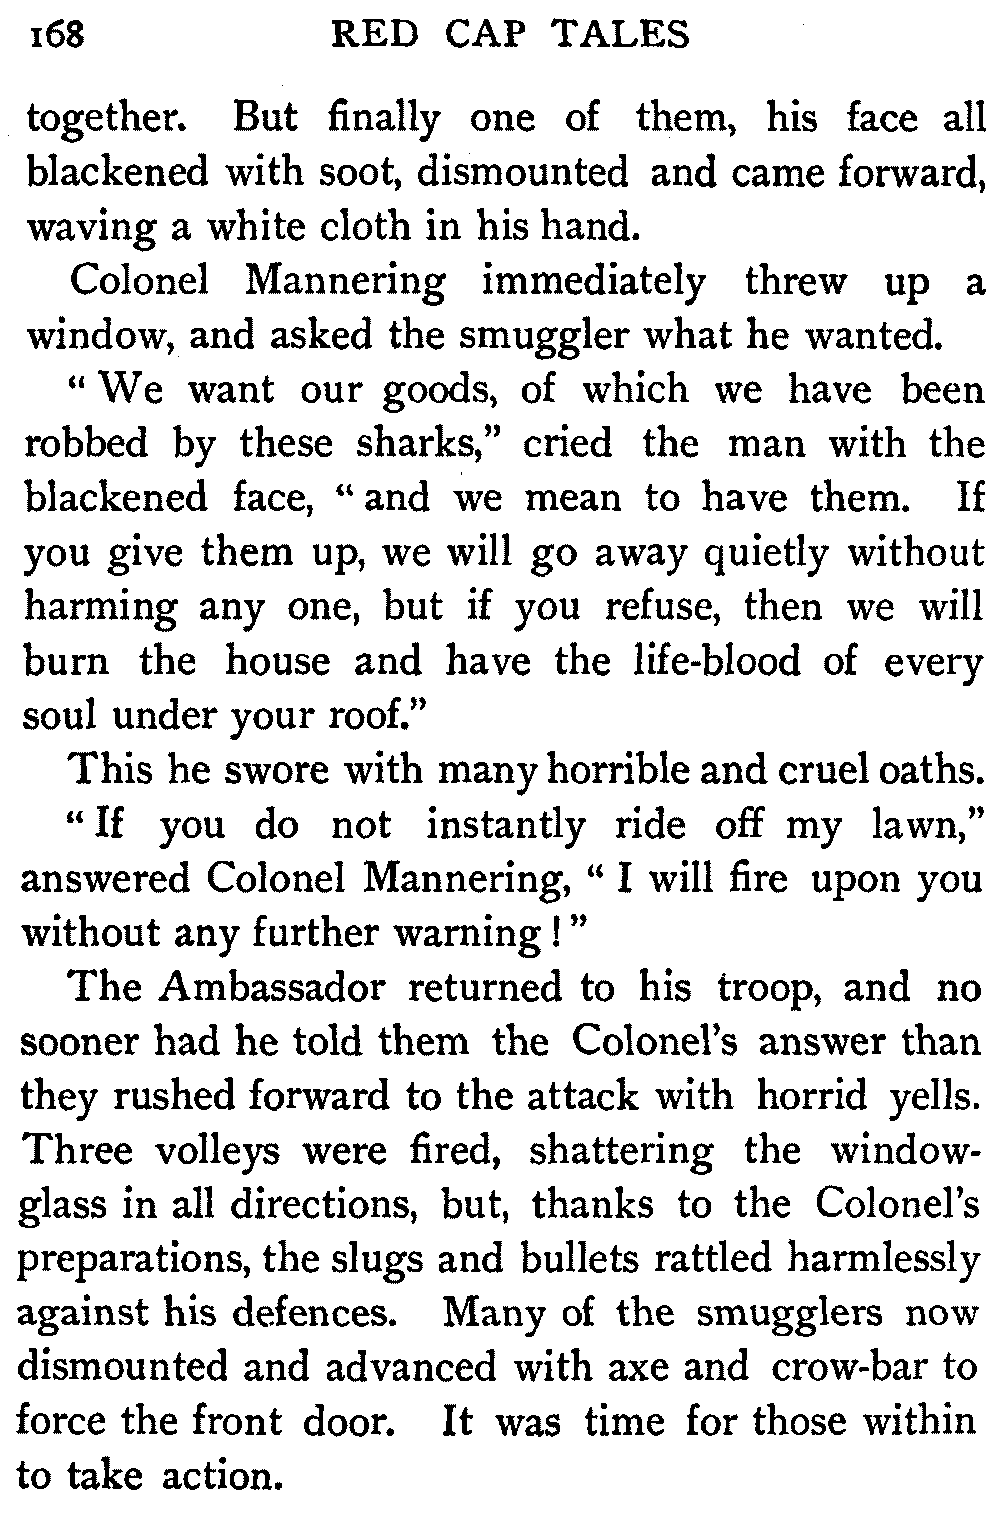 168 RED CAP TALES
together. But finally one of them, his face all
blackened with soot, dismounted and came forward,
waving a white cloth in his hand.
Colonel Mannering immediately threw up a
window, and asked the smuggler what he wanted.
“ We want our goods, of which we have been
robbed by these sharks,” cried the man with the
blackened face, “ and we mean to have them. If
you give them up, we will go away quietly without
harming any one, but if you refuse, then we will
burn the house and have the life-blood of every
soul under your roof.”
This he swore with many horrible and cruel oaths.
“ If you do not instantly ride off my lawn,”
answered Colonel Mannering, “ I will fire upon you
without any further warning ! ”
The Ambassador returned to his troop, and no
sooner had he told them the Colonel’s answer than
they rushed forward to the attack with horrid yells.
Three volleys were fired, shattering the window-
glass in all directions, but, thanks to the Colonel’s
preparations, the slugs and bullets rattled harmlessly
against his defences. Many of the smugglers now
dismounted and advanced with axe and crow-bar to
force the front door. It was time for those within
to take action.